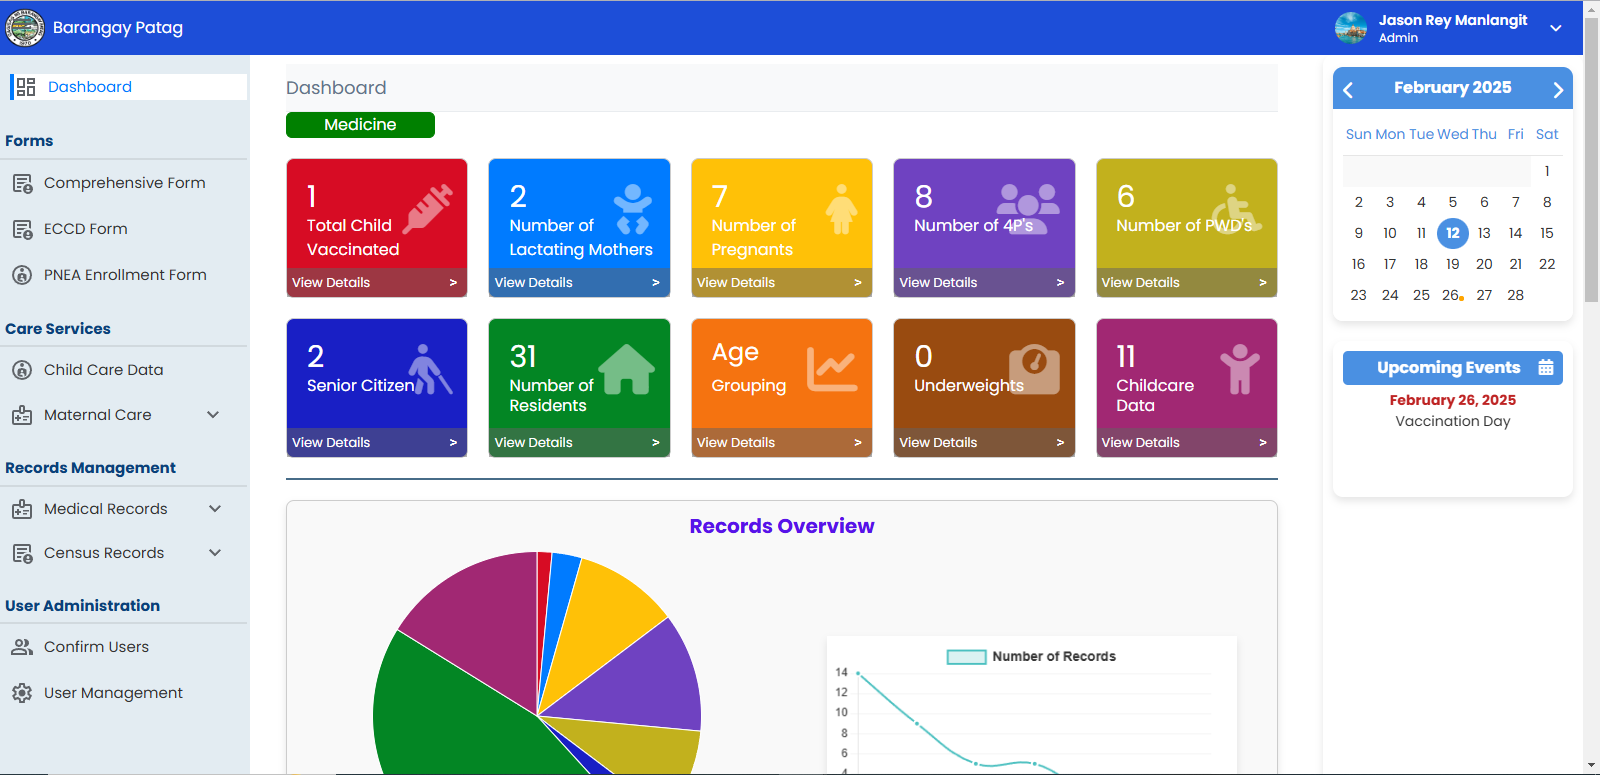 Barangay Patag
Jason Rey Manlangit
Admin
Dashboard
Forms
Comprehensive Form
ECCD Form
PNEA Enrollment Form
Care Services
Child Care Data
Maternal Care
Records Management
Medical Records
Census Records
User Administration
Confirm Users
User Management
Dashboard
Medicine
1
Total Child
Vaccinated
View Details >
2
Number of
Lactating Mothers
View Details >
7
Number of
Pregnants
View Details >
8
Number of 4P's
View Details >
6
Number of PWD's
View Details >
2
Senior Citizen
View Details >
31
Number of
Residents
View Details >
Age
Grouping
View Details >
0
Underweights
View Details >
11
Childcare
Data
View Details >
Records Overview
Number of Records
14
12
10
8
6
4
February 2025
Sun Mon Tue Wed Thu Fri Sat
1
2 3 4 5 6 7 8
9 10 11 12 13 14 15
16 17 18 19 20 21 22
23 24 25 26 27 28
Upcoming Events
February 26, 2025
Vaccination Day